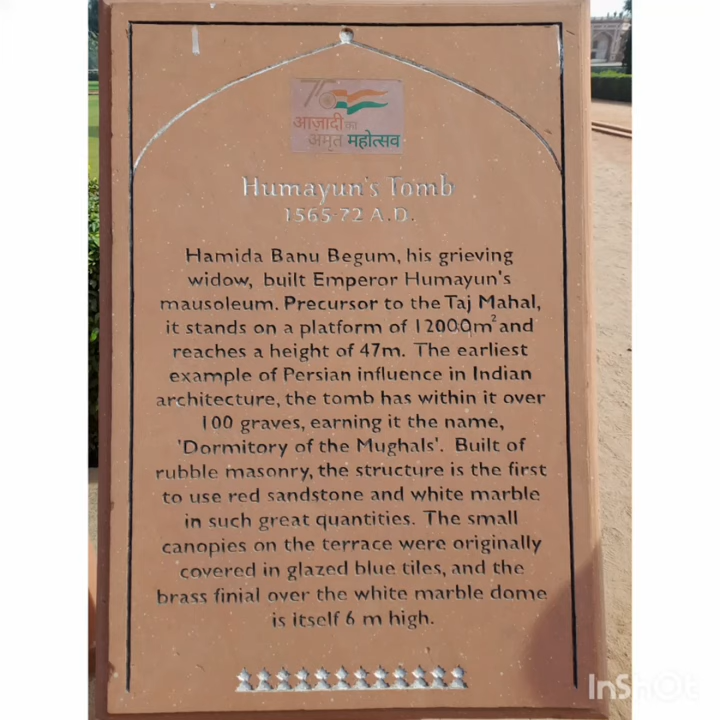 75
आज़ादी का
अमृत महोत्सव
Humayun's Tomb
1565-72 A.D.
Hamida Banu Begum, his grieving
widow, built Emperor Humayun's
mausoleum. Precursor to the Taj Mahal,
it stands on a platform of 12000m² and
reaches a height of 47m. The earliest
example of Persian influence in Indian
architecture, the tomb has within it over
100 graves, earning it the name,
'Dormitory of the Mughals'. Built of
rubble masonry, the structure is the first
to use red sandstone and white marble
in such great quantities. The small
canopies on the terrace were originally
covered in glazed blue tiles, and the
brass finial over the white marble dome
is itself 6 m high.
InShOt